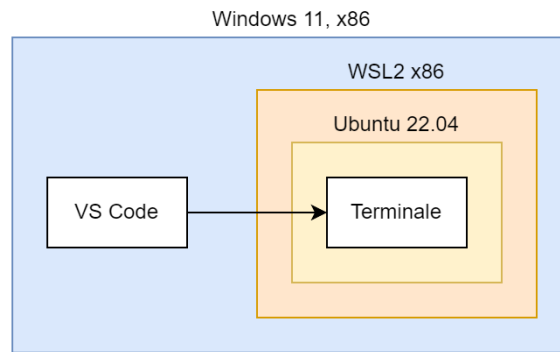 Windows 11, x86
WSL2 x86
Ubuntu 22.04
VS Code
Terminale